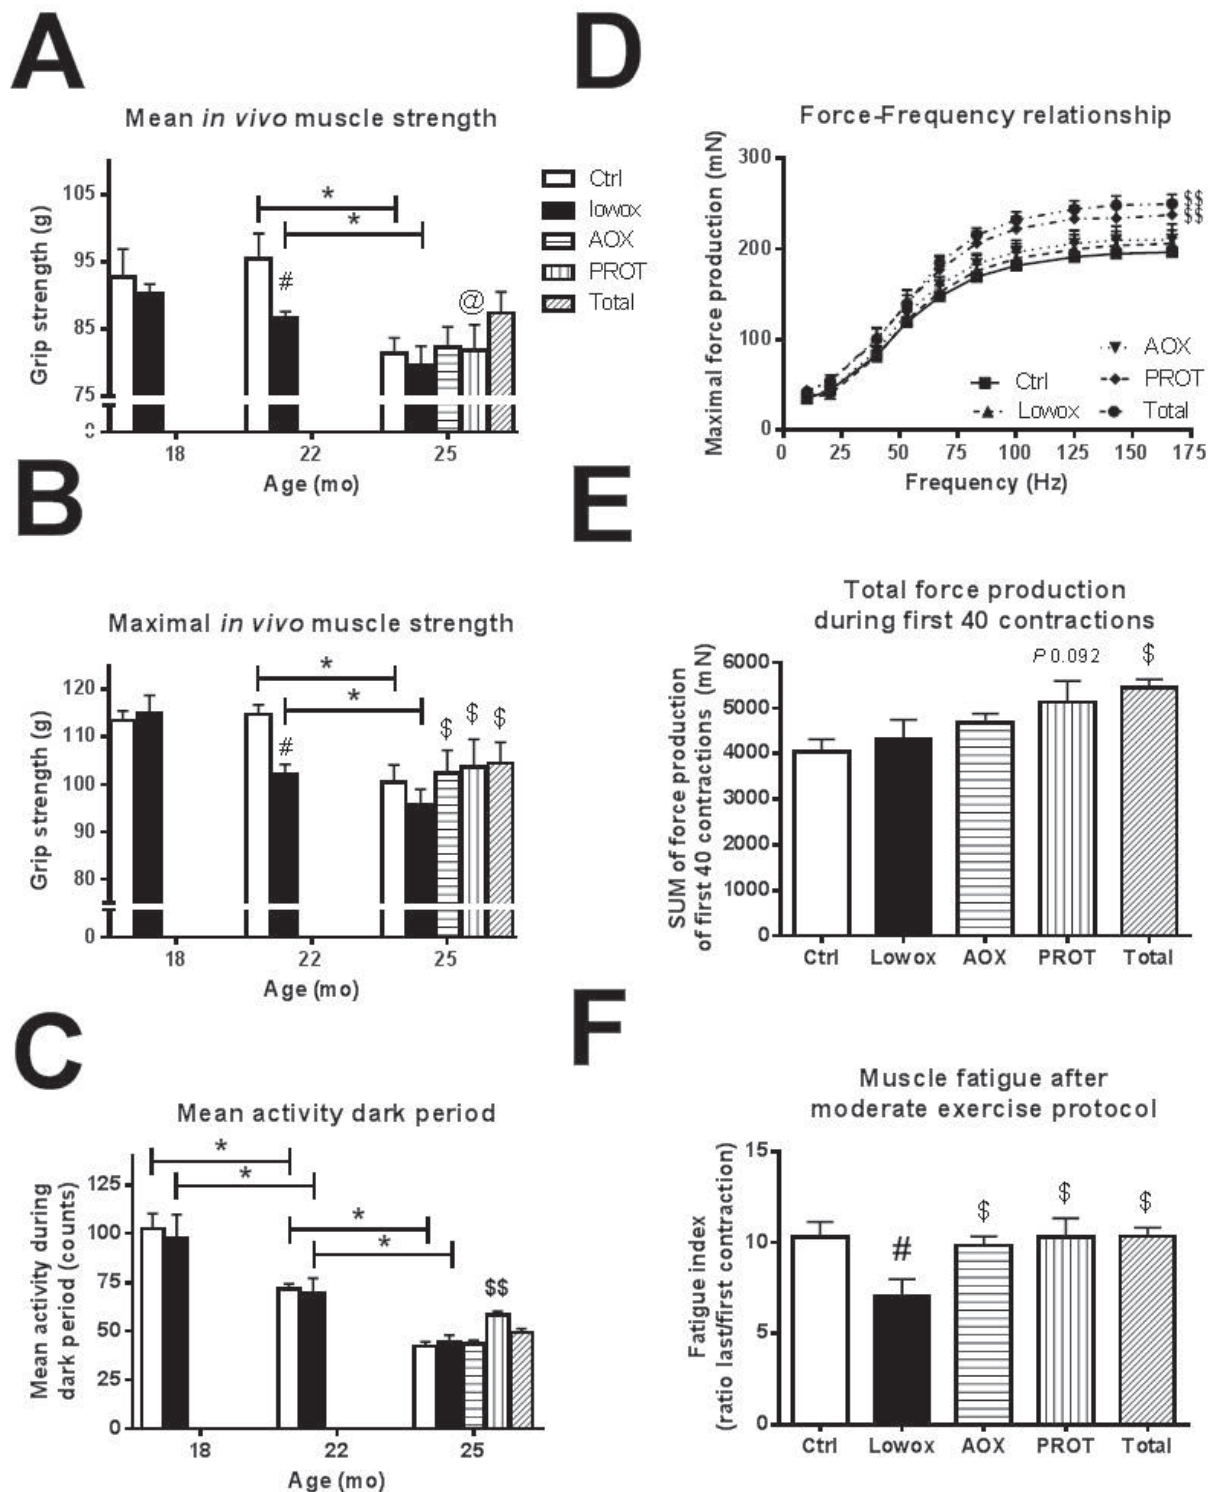 A
Mean in vivo muscle strength
Grip strength (g)
105
95
85
75
*
*
#
@
18
22
25
Age (mo)
Ctrl
lowox
AOX
PROT
Total
B
Maximal in vivo muscle strength
Grip strength (g)
120
110
100
90
80
0
*
*
#
$
$
$
18
22
25
Age (mo)
C
Mean activity dark period
Mean activity during
dark period (counts)
125
100
75
50
25
0
*
*
*
*
$$
18
22
25
Age (mo)
D
Force-Frequency relationship
Maximal force production (mN)
300
200
100
0
$$
$$
AOX
Ctrl
PROT
Lowox
Total
0
25
50
75
100
125
150
175
Frequency (Hz)
E
Total force production
during first 40 contractions
SUM of force production
of first 40 contractions (mN)
6000
5000
4000
3000
2000
1000
0
P 0.092
$
Ctrl
Lowox
AOX
PROT
Total
F
Muscle fatigue after
moderate exercise protocol
Fatigue index
(ratio last/first contraction)
15
10
5
0
#
$
$
$
Ctrl
Lowox
AOX
PROT
Total